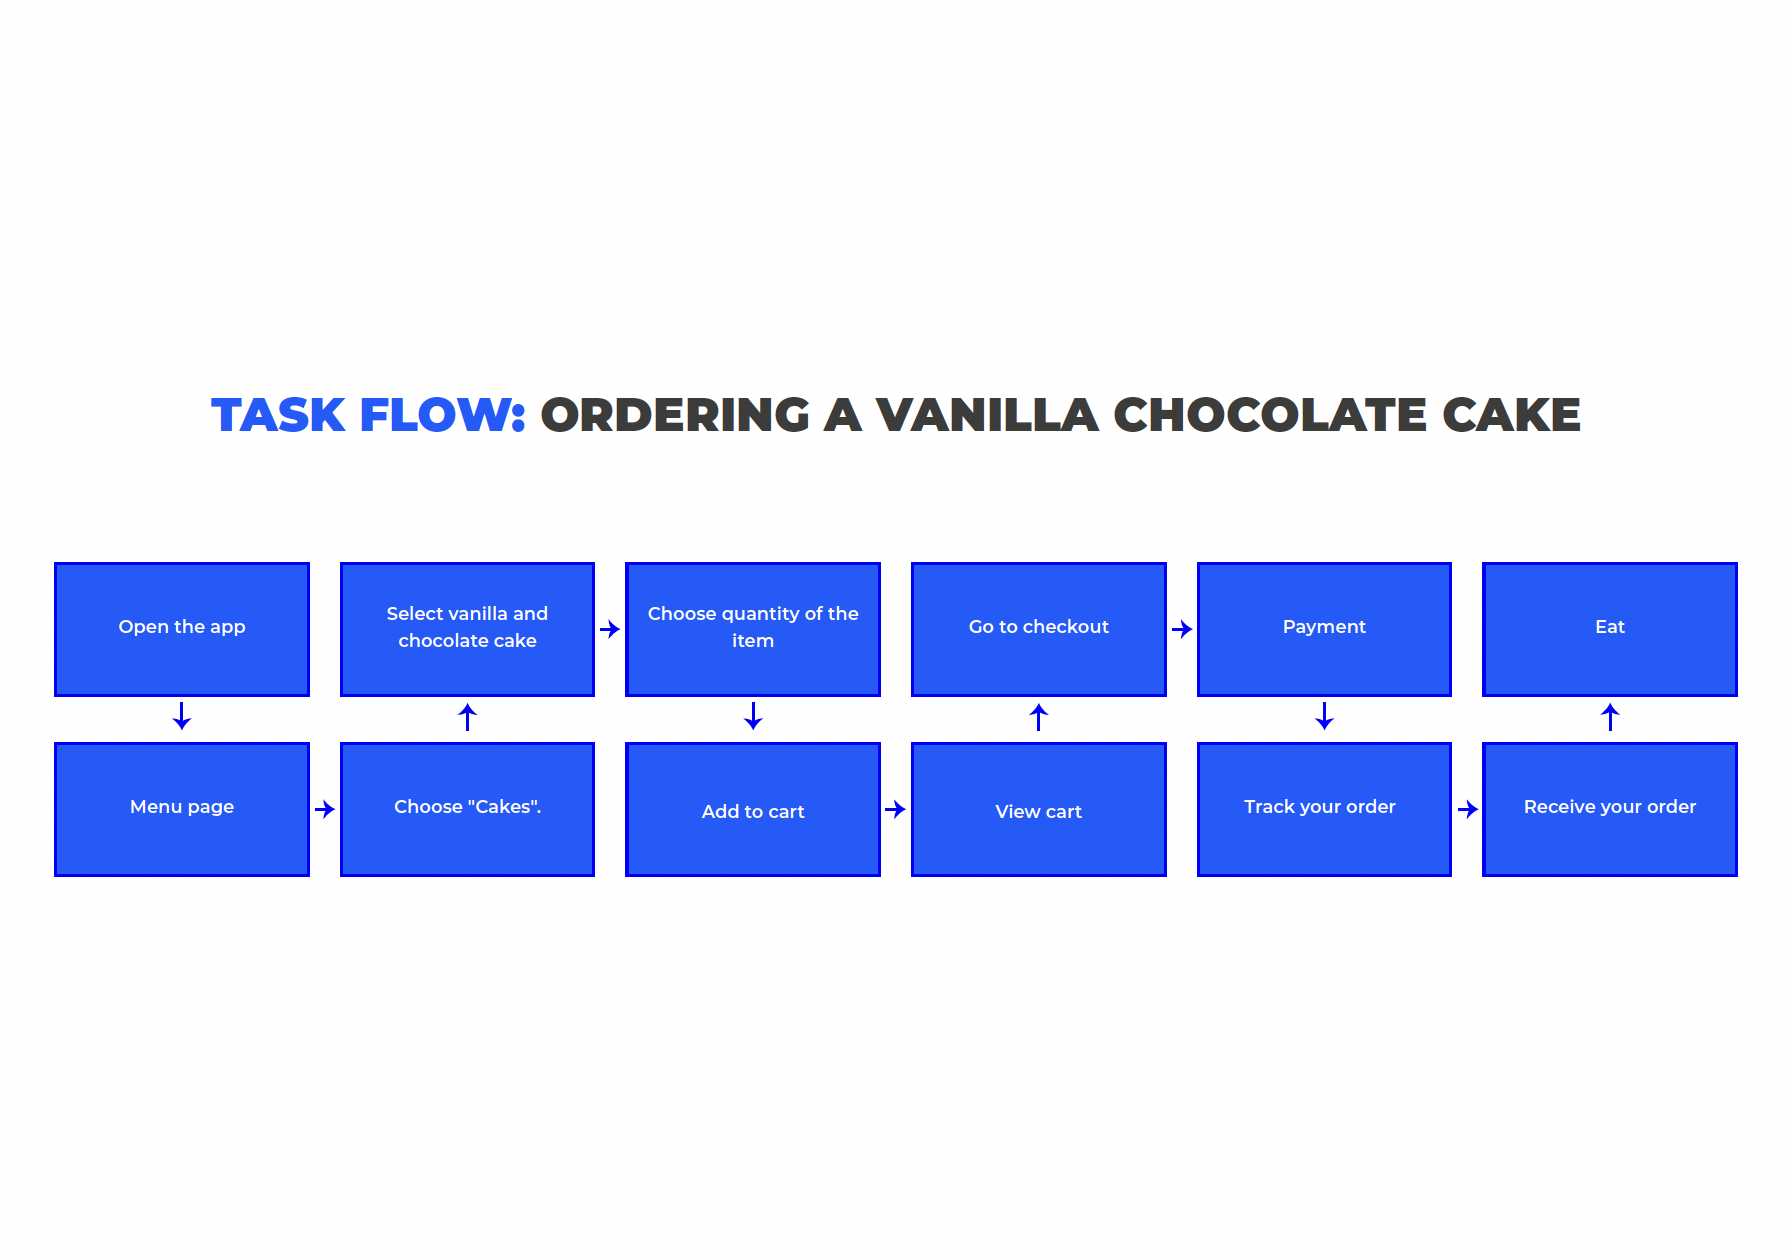 TASK FLOW: ORDERING A VANILLA CHOCOLATE CAKE
Open the app
Select vanilla and
chocolate cake
Choose quantity of the
item
Go to checkout
Payment
Eat
Menu page
Choose "Cakes".
Add to cart
View cart
Track your order
Receive your order